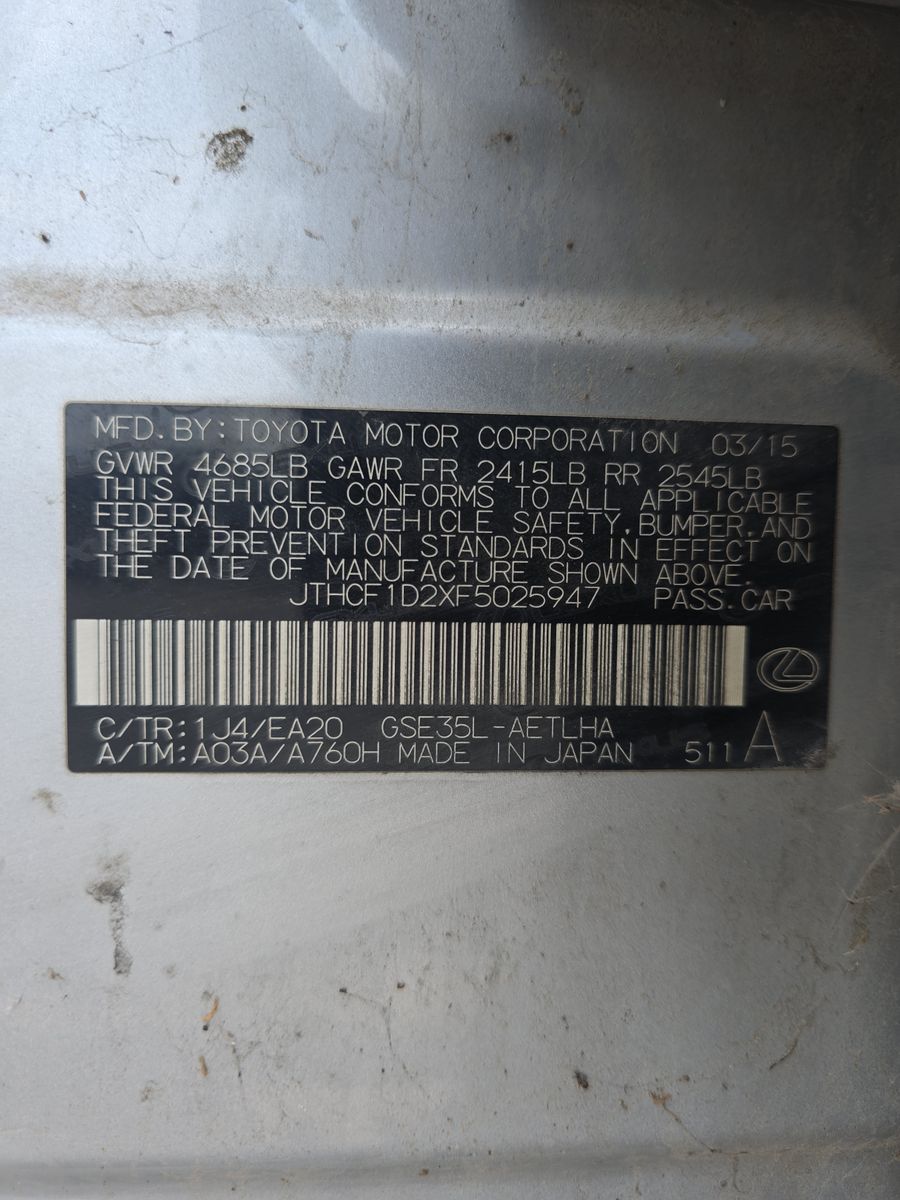 MFD.BY:TOYOTA MOTOR CORPORATION 03/15
GVWR 4685LB GAWR FR 2415LB RR 2545LB
THIS VEHICLE CONFORMS TO ALL APPLICABLE
FEDERAL MOTOR VEHICLE SAFETY,BUMPER,AND
THEFT PREVENTION STANDARDS IN EFFECT ON
THE DATE OF MANUFACTURE SHOWN ABOVE.
JTHCF1D2XF5025947 PASS.CAR
C/TR:1J4/EA20 GSE35L-AETLHA
A/TM:A03A/A760H MADE IN JAPAN 511 A